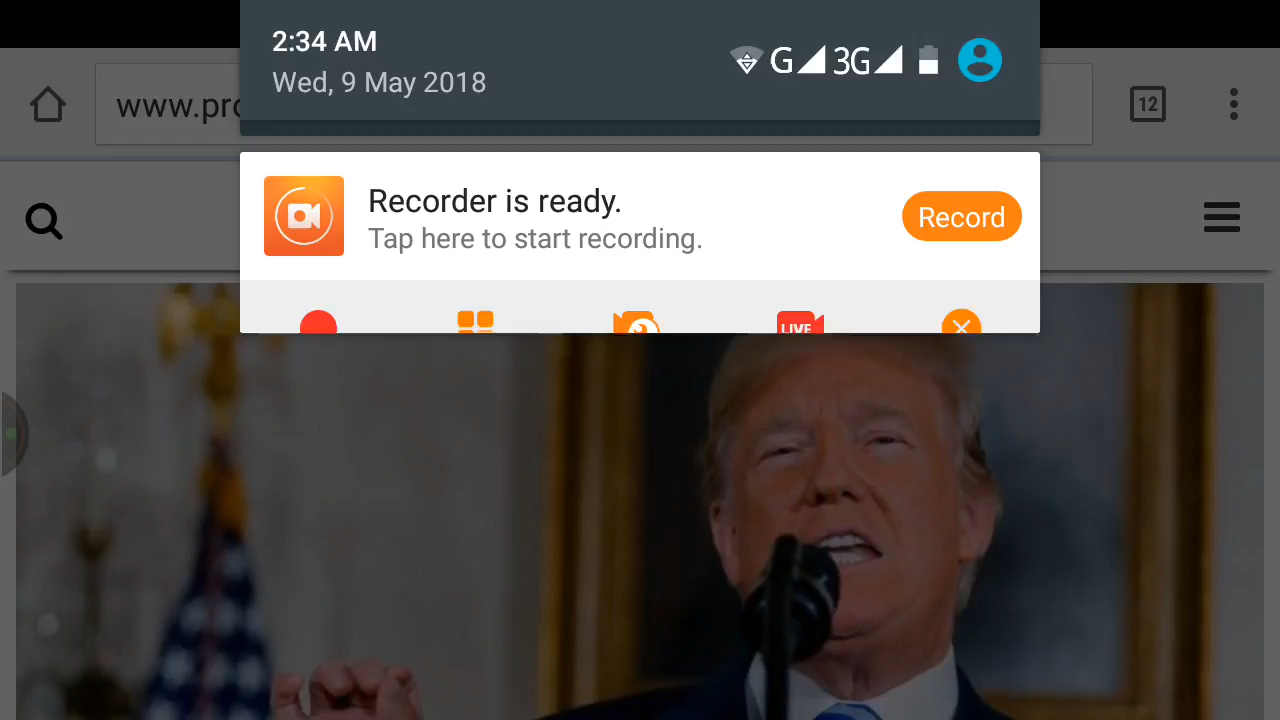 2:34 AM
Wed, 9 May 2018
G 3G
www.pro
12
Recorder is ready.
Tap here to start recording.
Record
LIVE